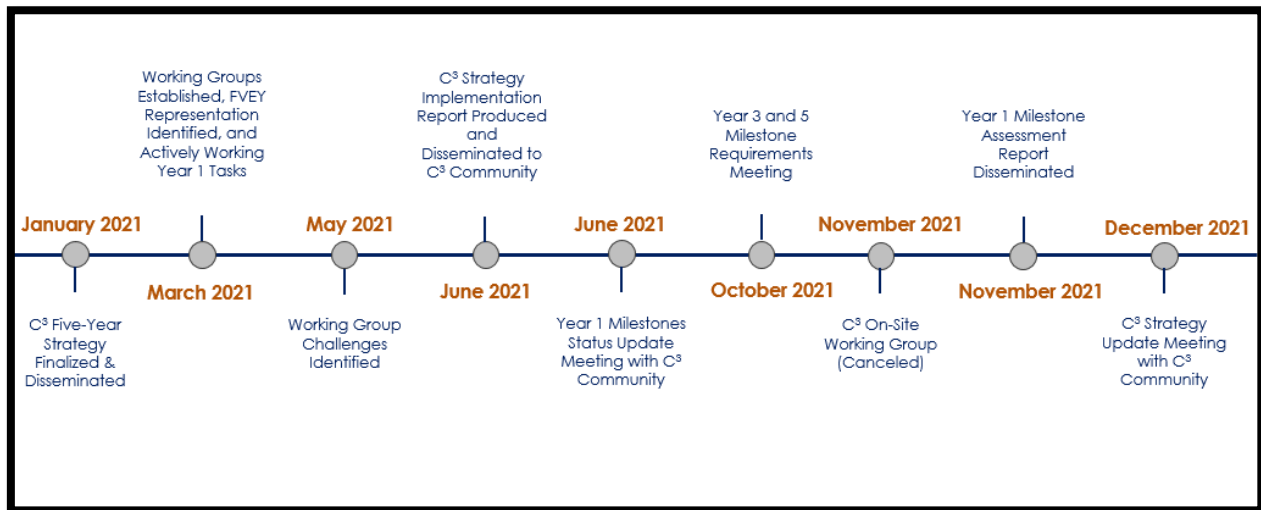 January 2021
C³ Five-Year
Strategy
Finalized &
Disseminated
Working Groups
Established, FVEY
Representation
Identified, and
Actively Working
Year 1 Tasks
March 2021
May 2021
Working Group
Challenges
Identified
C³ Strategy
Implementation
Report Produced
and
Disseminated to
C³ Community
June 2021
June 2021
Year 1 Milestones
Status Update
Meeting with C³
Community
Year 3 and 5
Milestone
Requirements
Meeting
October 2021
November 2021
C³ On-Site
Working Group
(Canceled)
Year 1 Milestone
Assessment
Report
Disseminated
November 2021
December 2021
C³ Strategy
Update Meeting
with C³
Community